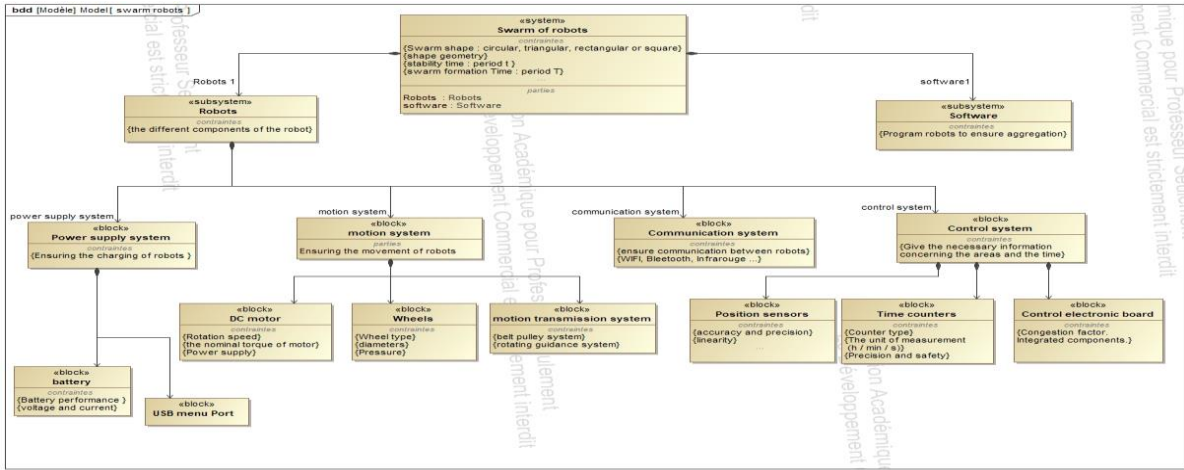 bdd [Modèle] Model[ swarm robots ]
«system»
Swarm of robots
contraintes
{Swarm shape : circular, triangular, rectangular or square}
{shape geometry}
{stability time : period t }
{swarm formation Time : period T}
parties
Robots : Robots
software : Software
Robots 1
software1
«subsystem»
Robots
contraintes
{the different components of the robot}
«subsystem»
Software
contraintes
{Program robots to ensure aggregation}
power supply system
motion system
communication system
control system
«block»
Power supply system
contraintes
{Ensuring the charging of robots }
«block»
motion system
parties
Ensuring the movement of robots
«block»
Communication system
contraintes
{ensure communication between robots}
{WIFI, Bleetooth, Infrarouge ...}
«block»
Control system
contraintes
{Give the necessary information
concerning the areas and the time}
«block»
DC motor
contraintes
{Rotation speed}
{the nominal torque of motor}
{Power supply}
«block»
Wheels
contraintes
{Wheel type}
{diameters}
{Pressure}
«block»
motion transmission system
contraintes
{belt pulley system}
{rotating guidance system}
«block»
Position sensors
contraintes
{accuracy and precision}
{linearity}
...
«block»
Time counters
contraintes
{Counter type}
{The unit of measurement
(h / min / s)}
{Precision and safety}
«block»
Control electronic board
contraintes
{Congestion factor.
Integrated components.}
«block»
battery
contraintes
{Battery performance }
{voltage and current}
«block»
USB menu Port